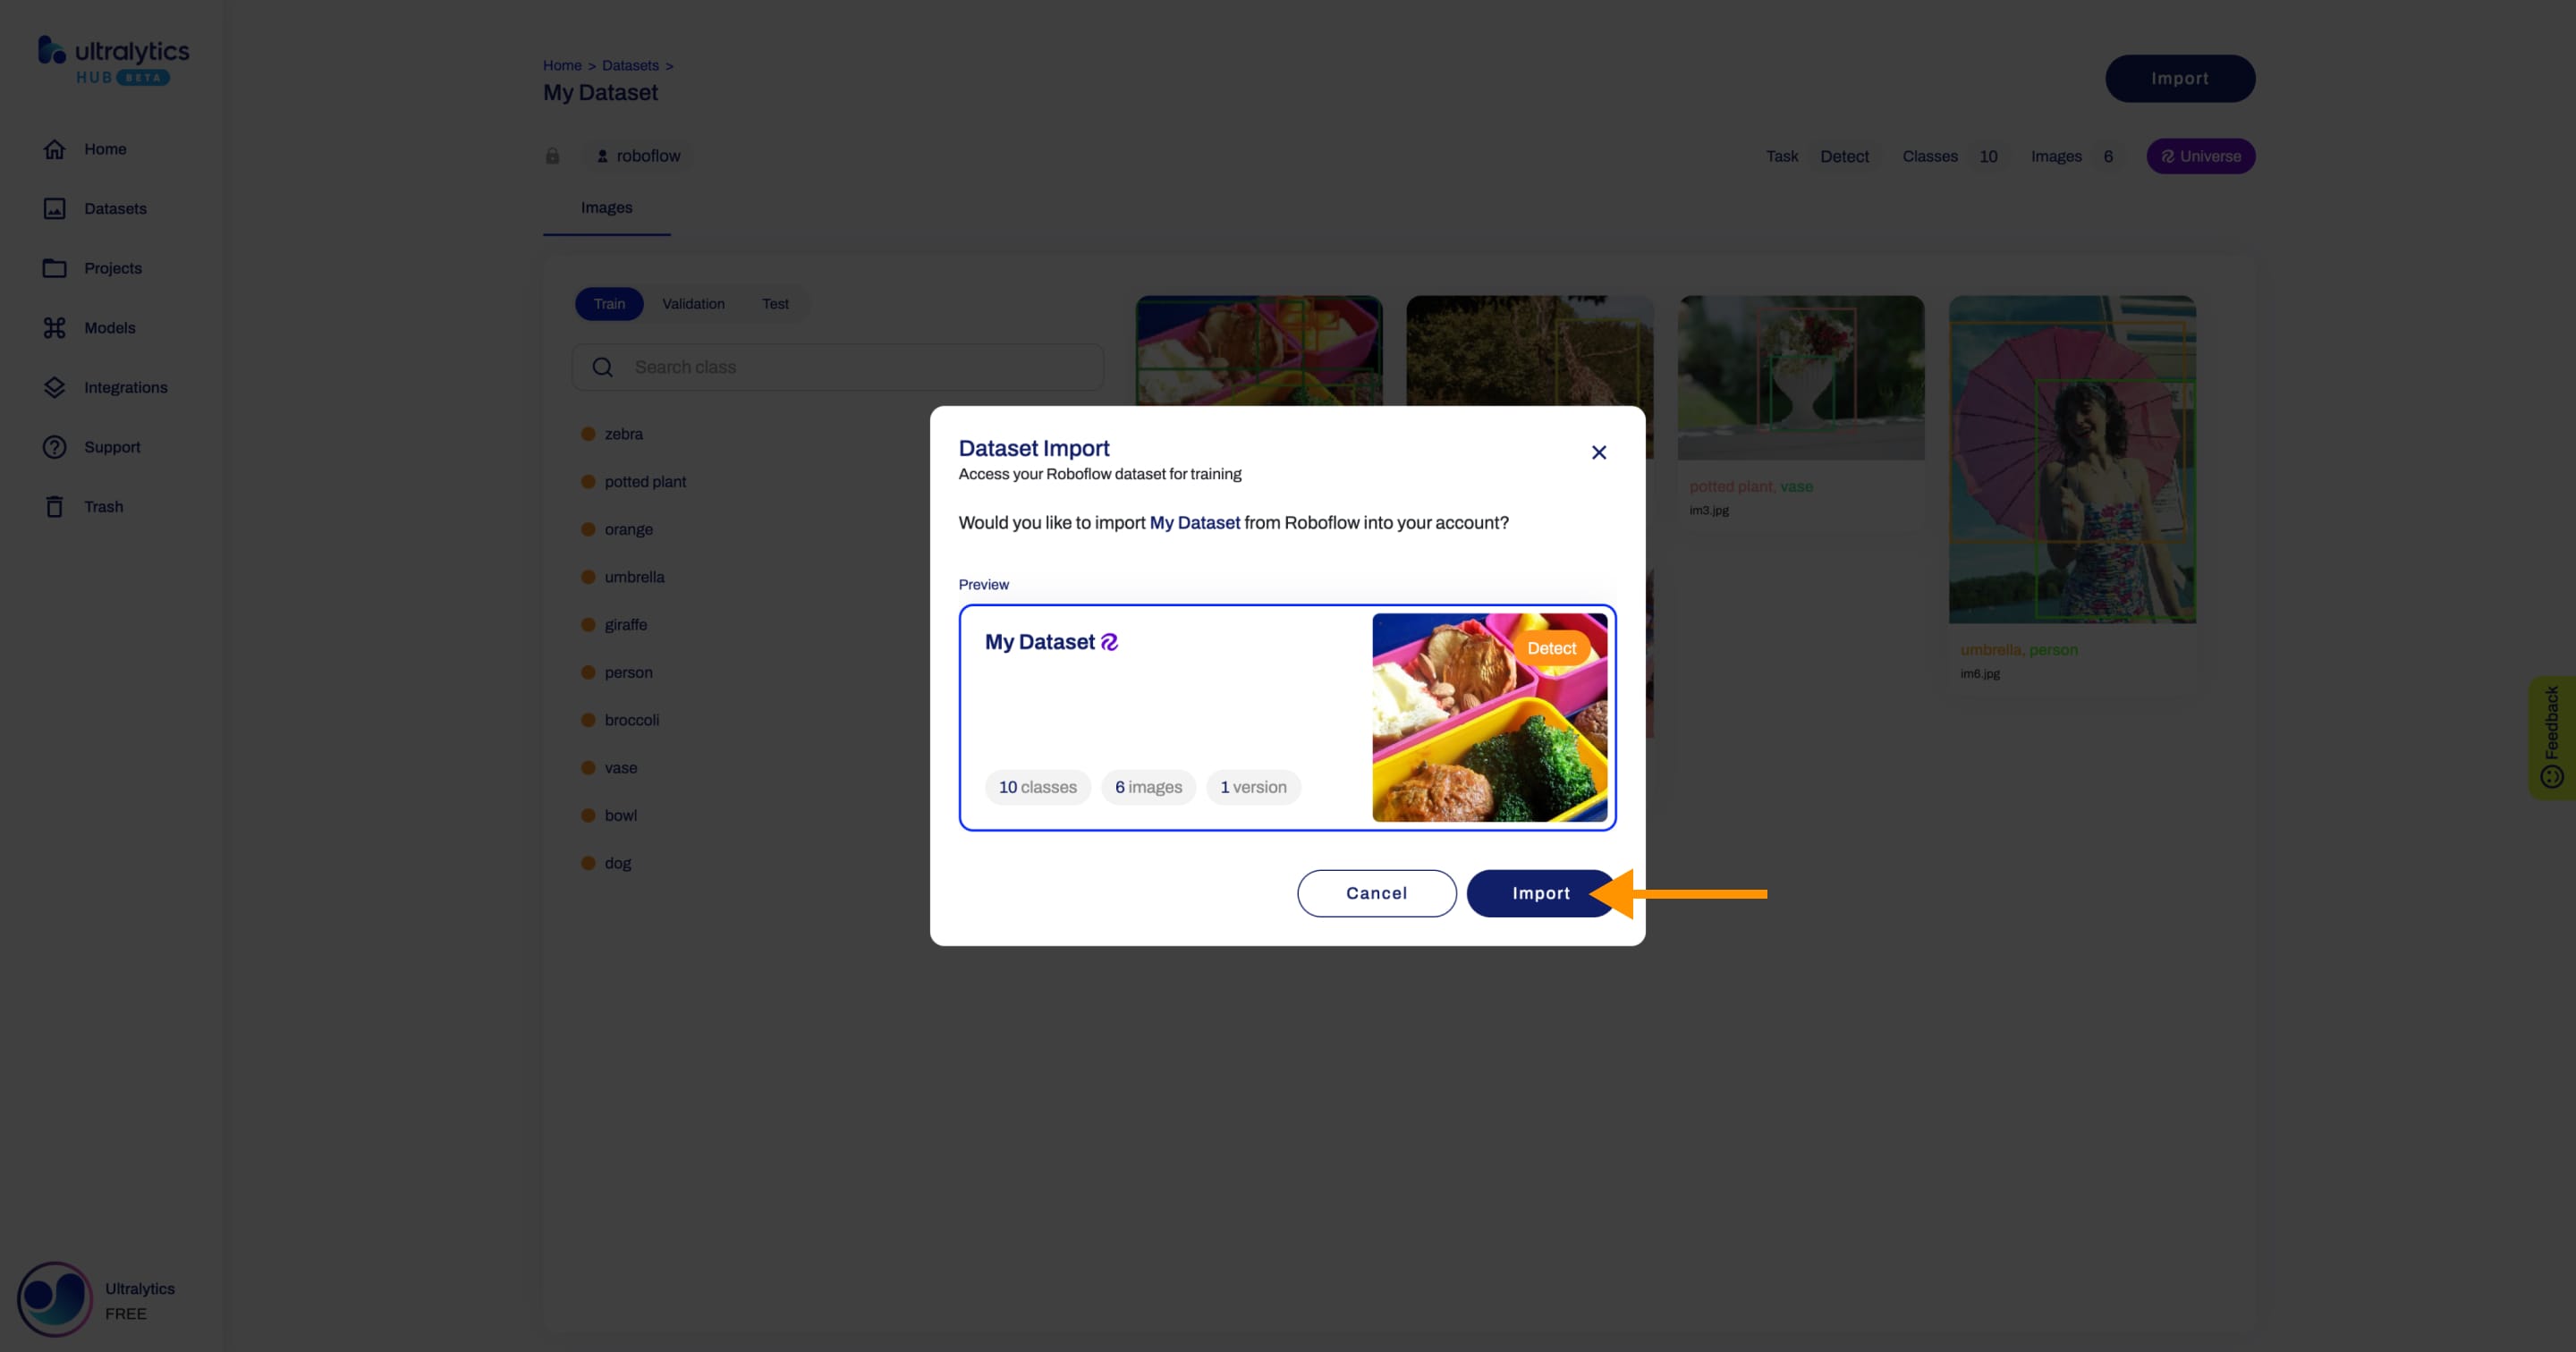 ultralytics
HUB BETA
Home
Datasets
Projects
Models
Integrations
Support
Trash
Ultralytics
FREE
Home > Datasets >
My Dataset
Import
roboflow
Task Detect Classes 10 Images 6 Universe
Images
Train Validation Test
Search class
zebra
potted plant
orange
umbrella
giraffe
person
broccoli
vase
bowl
dog
potted plant, vase
im3.jpg
umbrella, person
im6.jpg
Dataset Import
Access your Roboflow dataset for training
Would you like to import My Dataset from Roboflow into your account?
Preview
My Dataset
Detect
10 classes 6 images 1 version
Cancel Import
Feedback